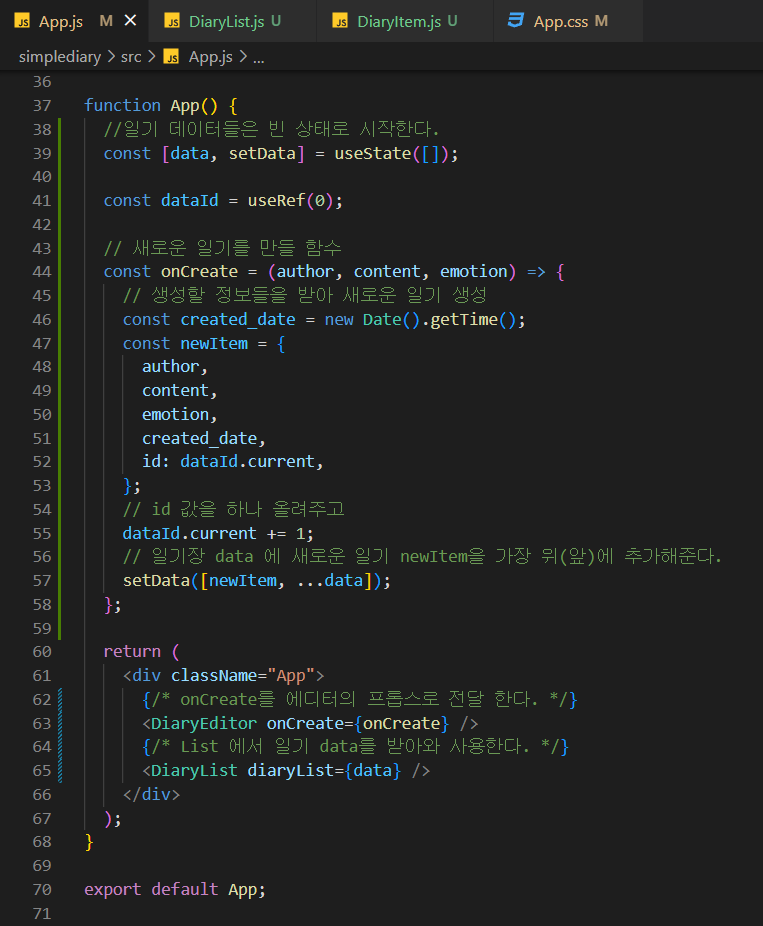 JS App.js M ×
JS DiaryList.js U
JS DiaryItem.js U
App.css M
simplediary > src > JS App.js > ...
36
37 function App() {
38 //일기 데이터들은 빈 상태로 시작한다.
39 const [data, setData] = useState([]);
40
41 const dataId = useRef(0);
42
43 // 새로운 일기를 만들 함수
44 const onCreate = (author, content, emotion) => {
45 // 생성할 정보들을 받아 새로운 일기 생성
46 const created_date = new Date().getTime();
47 const newItem = {
48 author,
49 content,
50 emotion,
51 created_date,
52 id: dataId.current,
53 };
54 // id 값을 하나 올려주고
55 dataId.current += 1;
56 // 일기장 data 에 새로운 일기 newItem을 가장 위(앞)에 추가해준다.
57 setData([newItem, ...data]);
58 };
59
60 return (
61 <div className="App">
62 {/* onCreate를 에디터의 프롭스로 전달 한다. */}
63 <DiaryEditor onCreate={onCreate} />
64 {/* List 에서 일기 data를 받아와 사용한다. */}
65 <DiaryList diaryList={data} />
66 </div>
67 );
68 }
69
70 export default App;
71